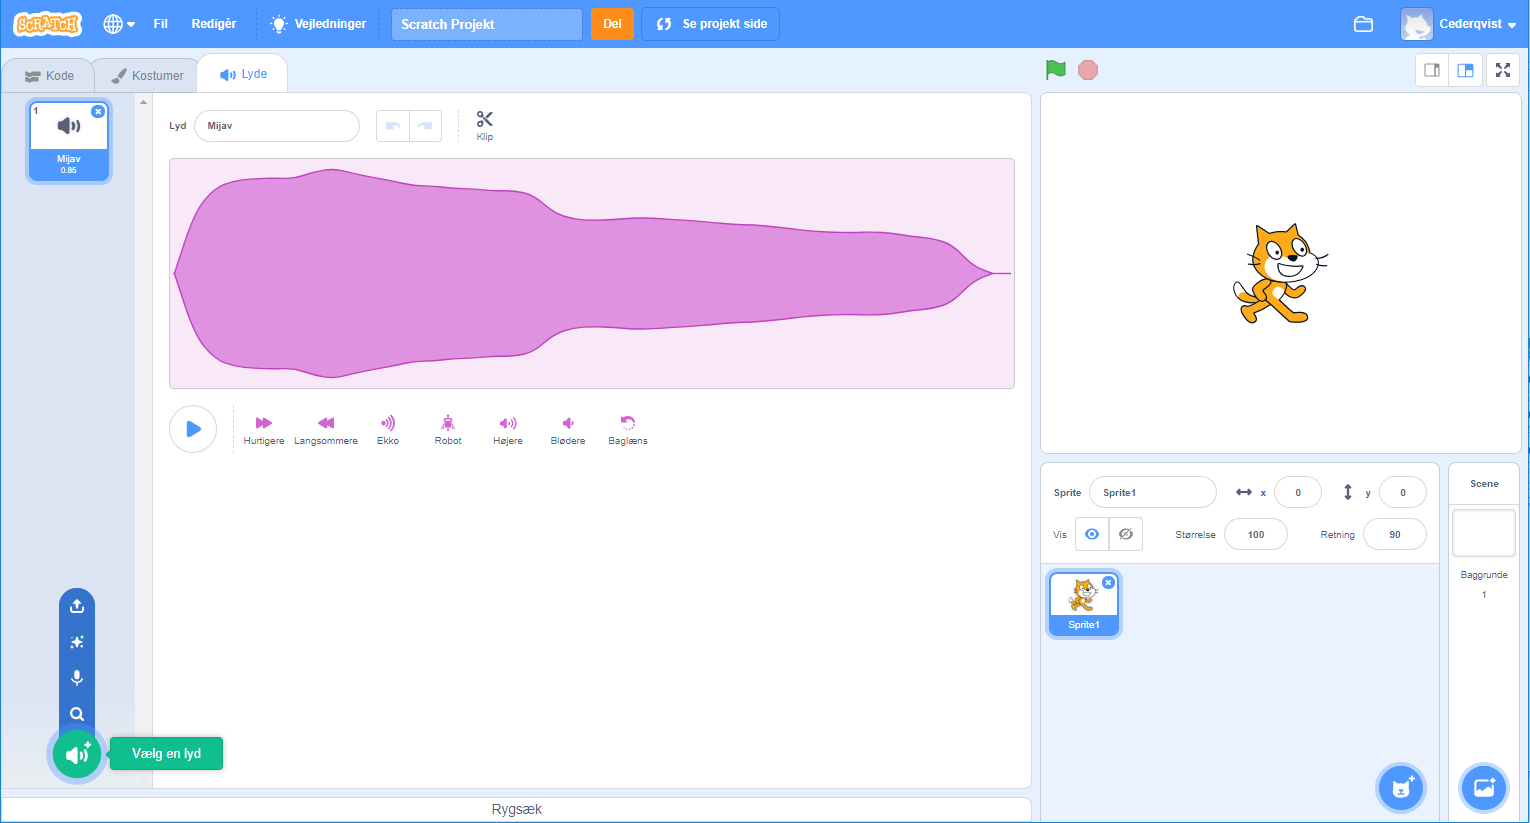 SCRATCH
Fil
Redigér
Vejledninger
Scratch Projekt
Del
Se projekt side
Cederqvist
Kode
Kostumer
Lyde
1
Mijav
0.85
Lyd
Mijav
Klip
Hurtigere
Langsommere
Ekko
Robot
Højere
Blødere
Baglæns
Vælg en lyd
Rygsæk
Sprite
Sprite1
x
0
y
0
Vis
Størrelse
100
Retning
90
Sprite1
Scene
Baggrunde
1